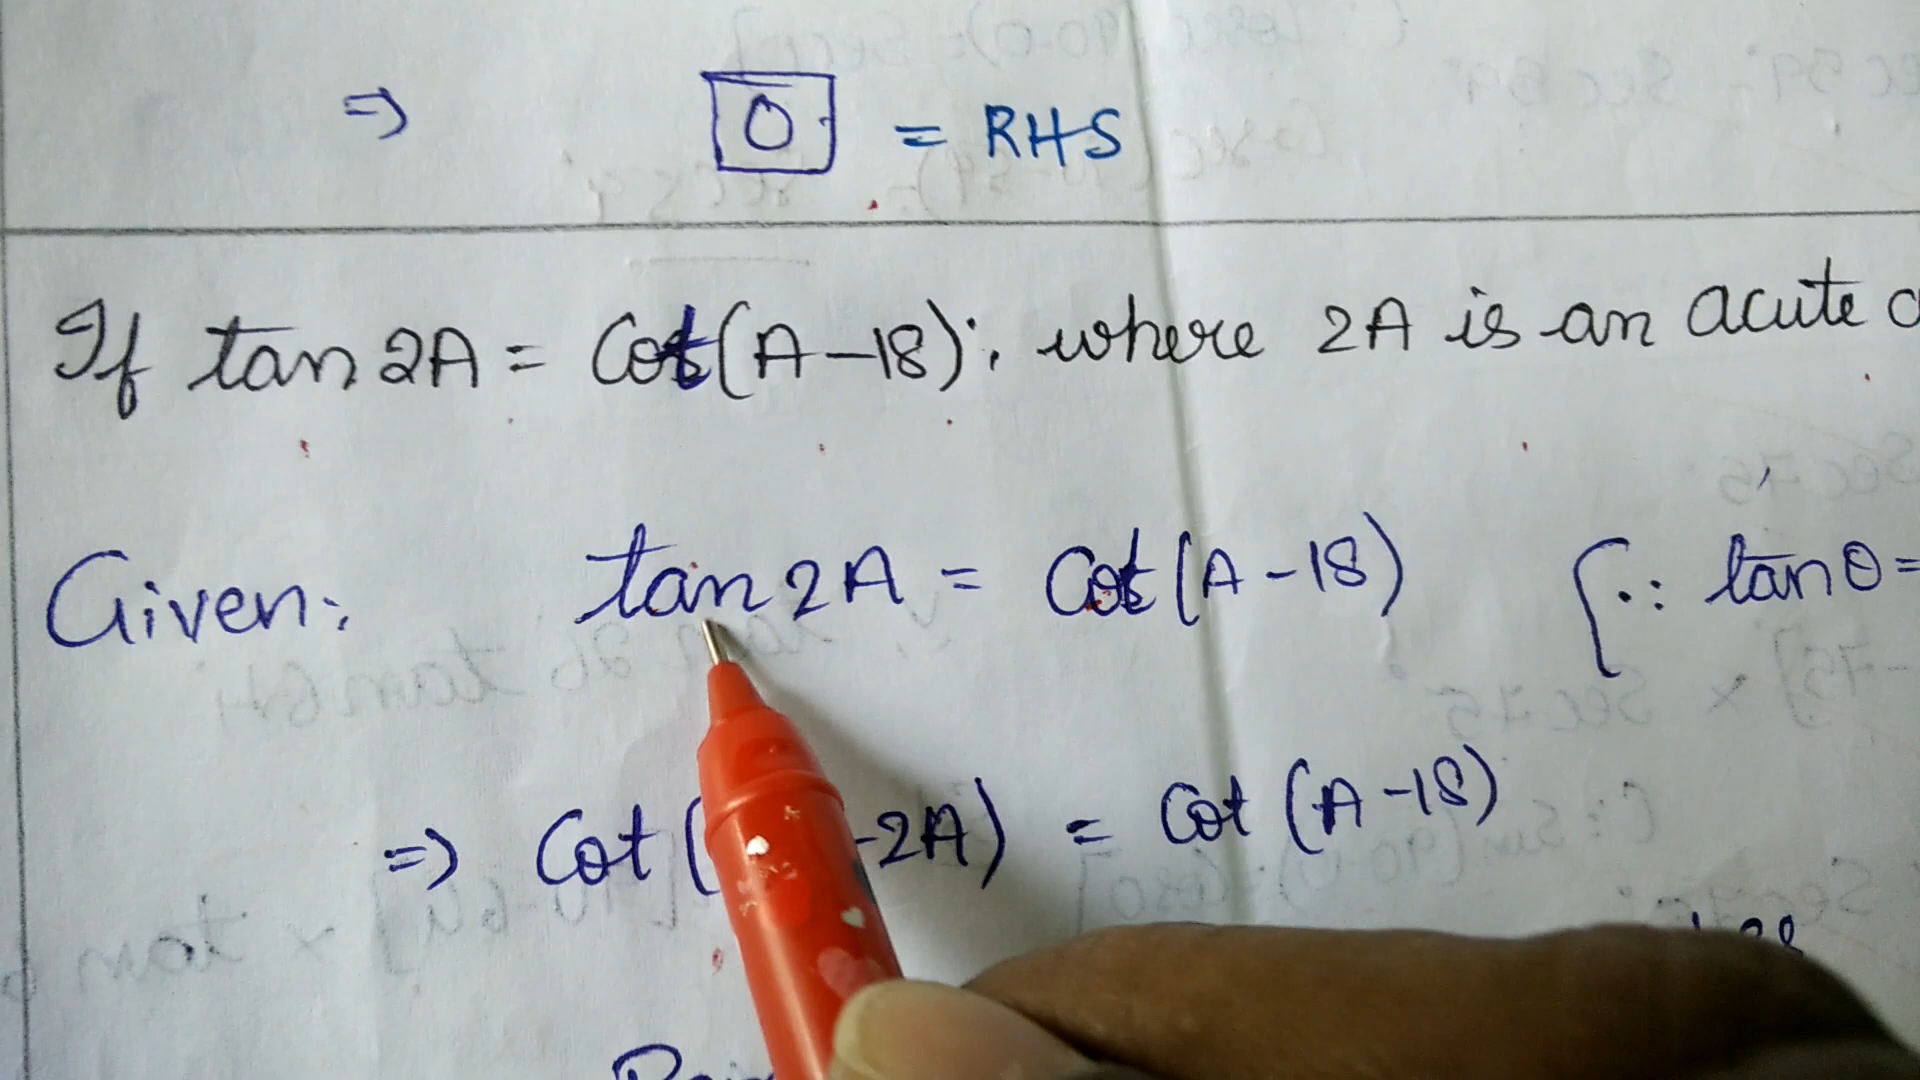 ⇒ 0 = RHS
If tan 2A = Cot(A-18); where 2A is an acute
Given: tan 2A = Cot(A-18) [∵ tanθ=
⇒ Cot( -2A) = Cot (A-18)